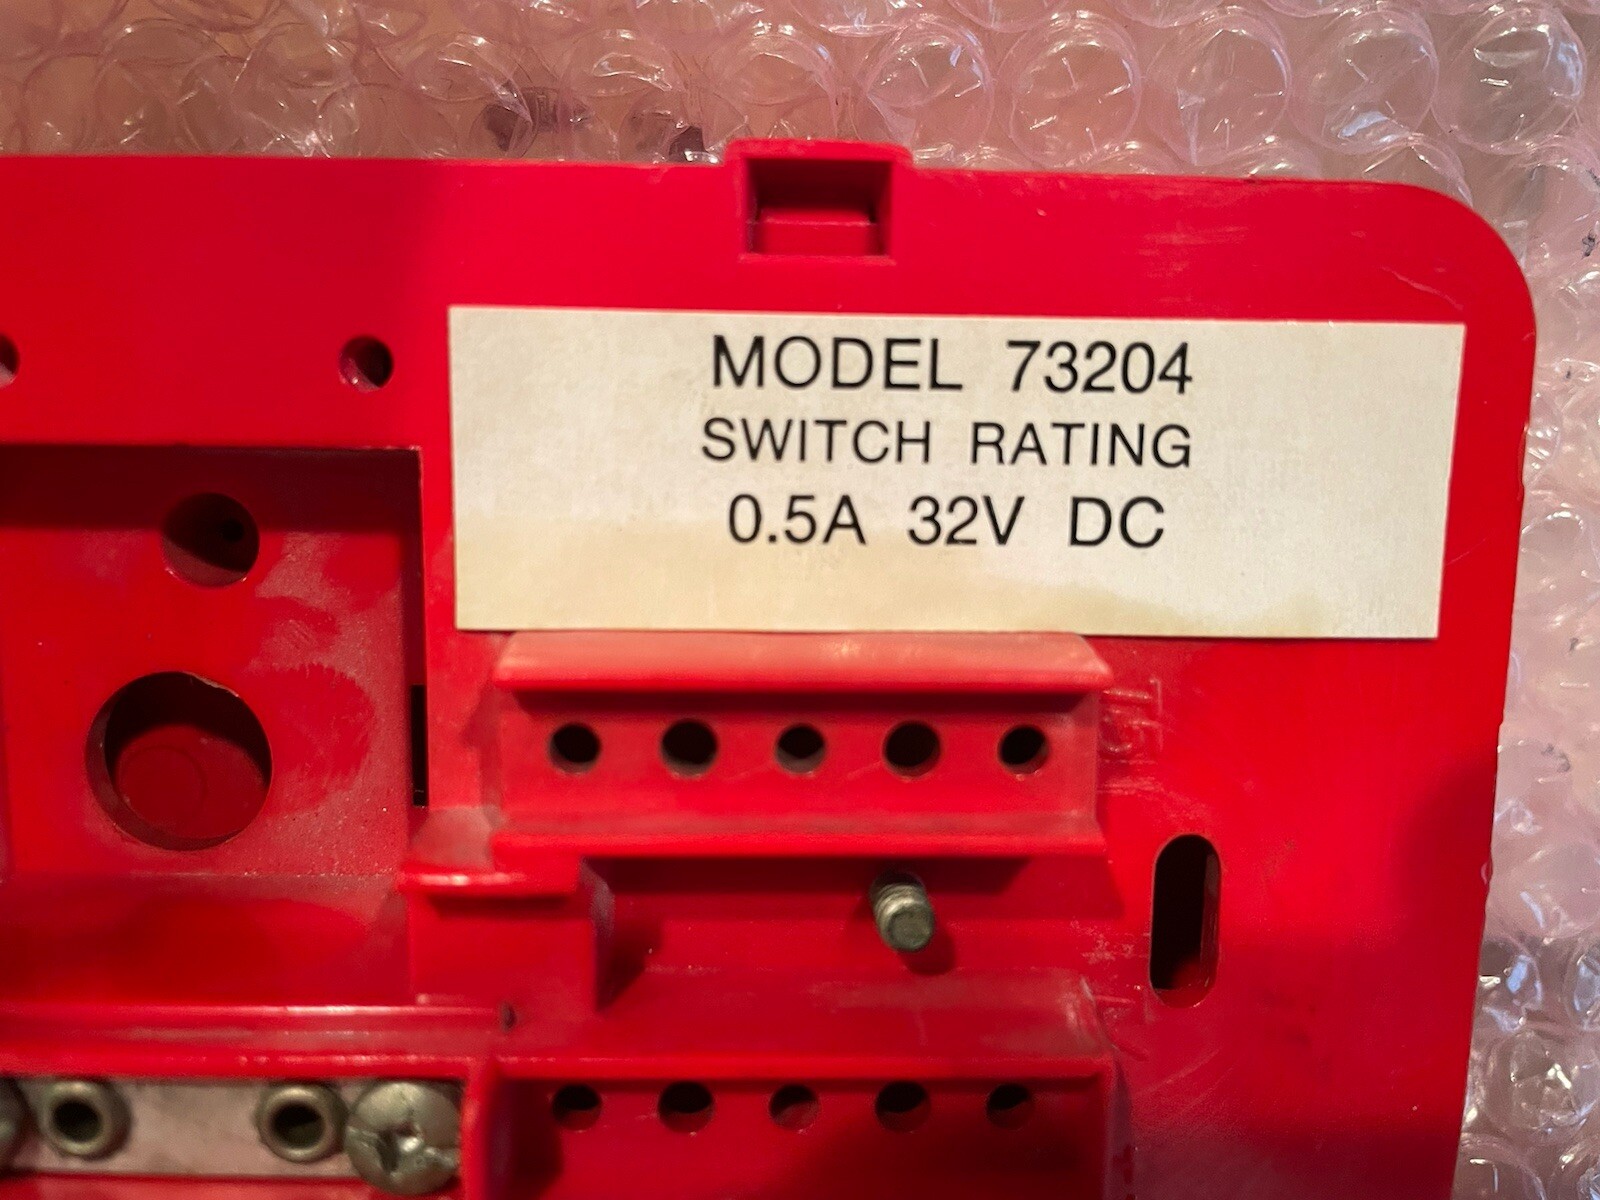 MODEL 73204
SWITCH RATING
0.5A 32V DC